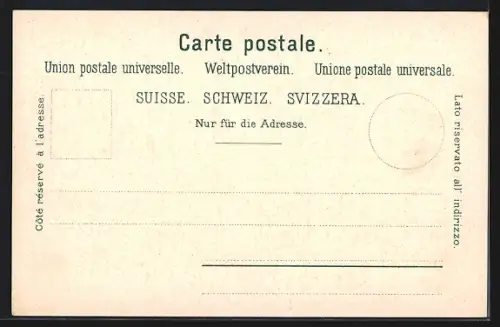 Carte postale.
Union postale universelle. Weltpostverein. Unione postale universale.
SUISSE. SCHWEIZ. SVIZZERA.
Nur für die Adresse.
Côté réservé à l'adresse.
Lato riservato all' indirizzo.